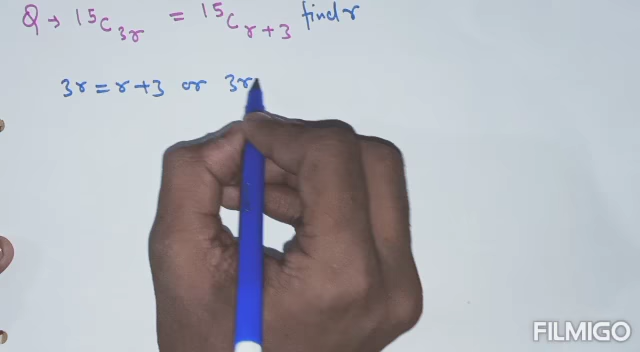 Q → ¹⁵C₃ᵣ = ¹⁵Cᵣ₊₃ find r
3r = r + 3 or 3r
FILMIGO